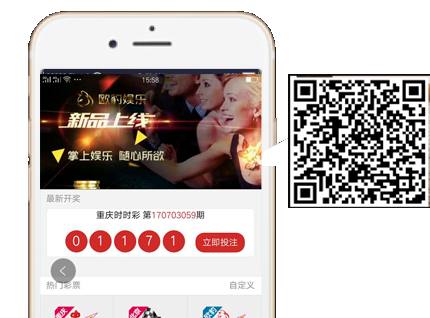 15:58
欧豹娱乐
新品上线
掌上娱乐 随心所欲
最新开奖
重庆时时彩 第170703059期
0 1 1 7 1 立即投注
热门彩票 自定义